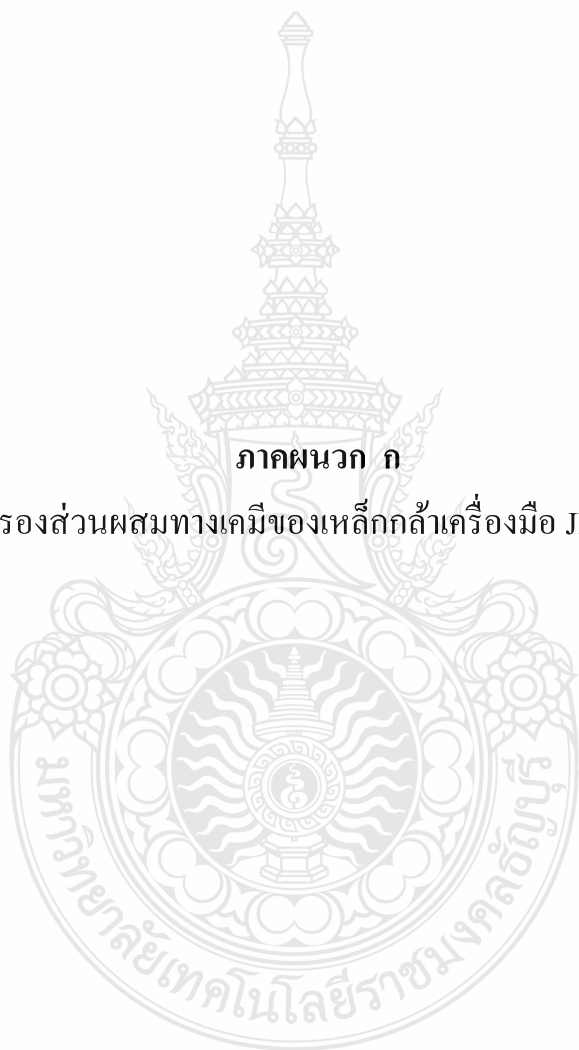 ภาคผนวก ก
รองส่วนผสมทางเคมีของเหล็กกล้าเครื่องมือ
มหาวิทยาลัยเทคโนโลยีราชมงคลธัญบุรี